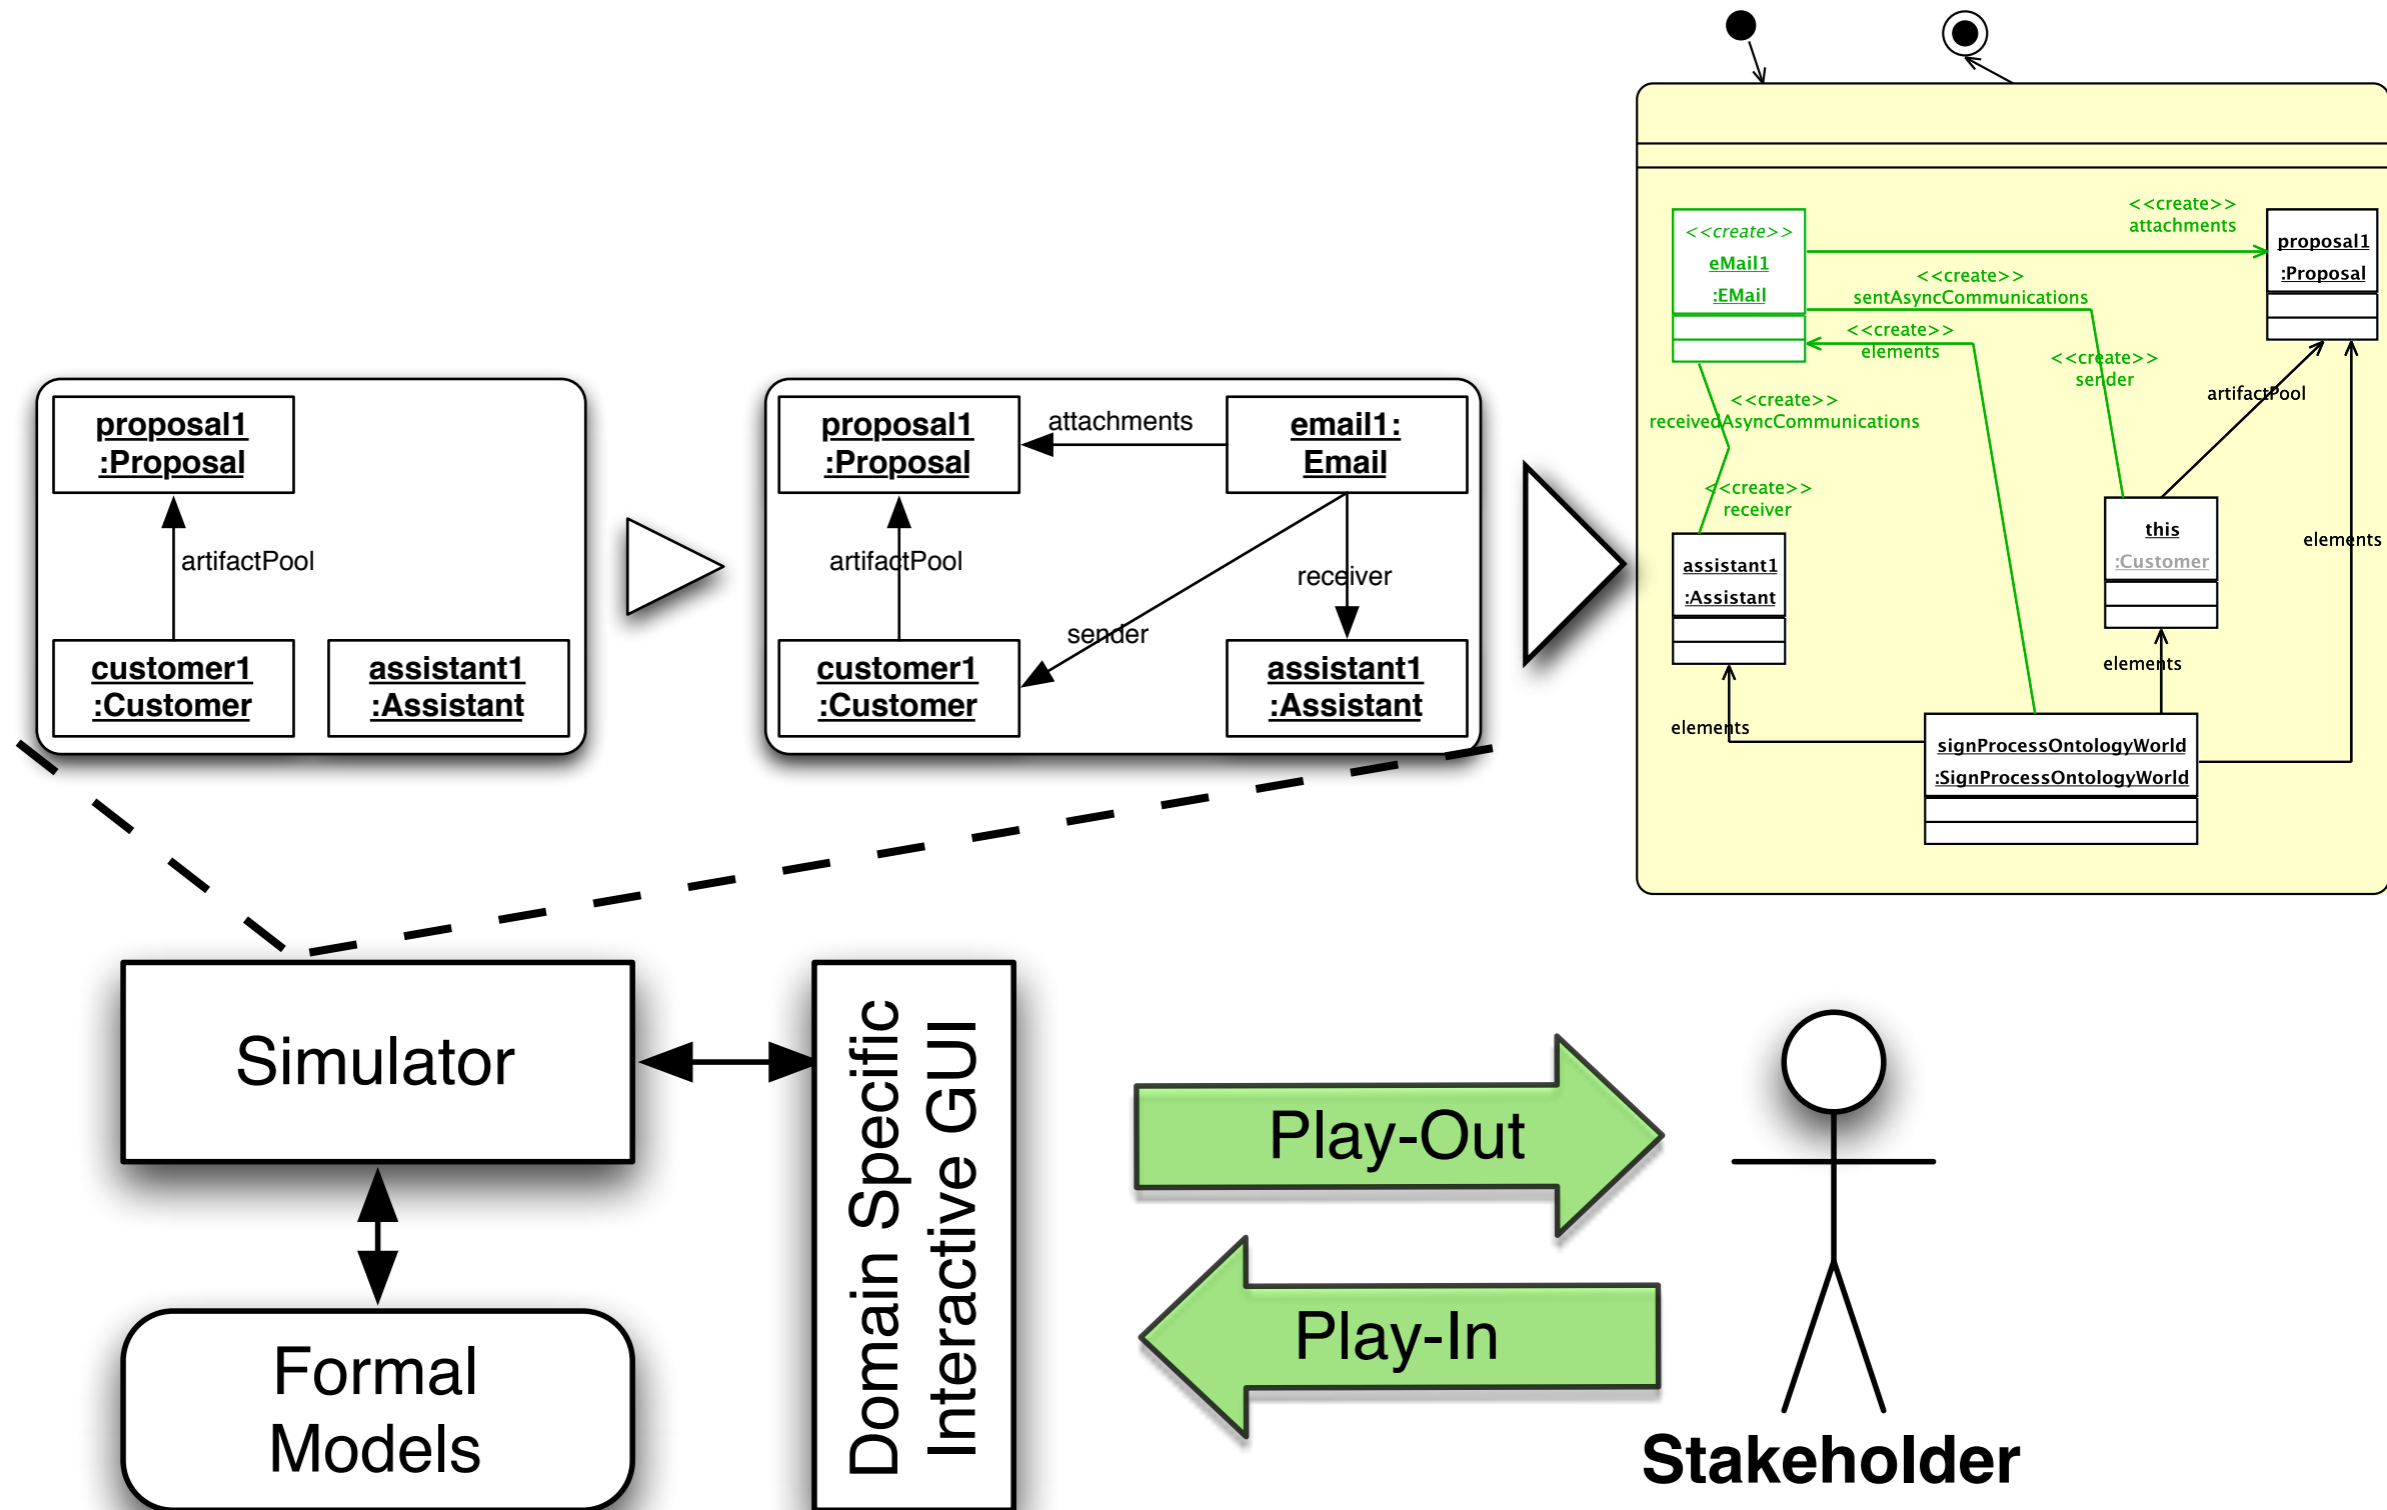 proposal1
:Proposal
artifactPool
customer1
:Customer
assistant1
:Assistant
proposal1
:Proposal
attachments
email1:
Email
artifactPool
receiver
sender
customer1
:Customer
assistant1
:Assistant
<<create>>
eMail1
:EMail
<<create>>
attachments
proposal1
:Proposal
<<create>>
sentAsyncCommunications
<<create>>
elements
<<create>>
sender
artifactPool
<<create>>
receivedAsyncCommunications
<<create>>
receiver
assistant1
:Assistant
this
:Customer
elements
elements
elements
signProcessOntologyWorld
:SignProcessOntologyWorld
Simulator
Formal
Models
Domain Specific
Interactive GUI
Play-Out
Play-In
Stakeholder